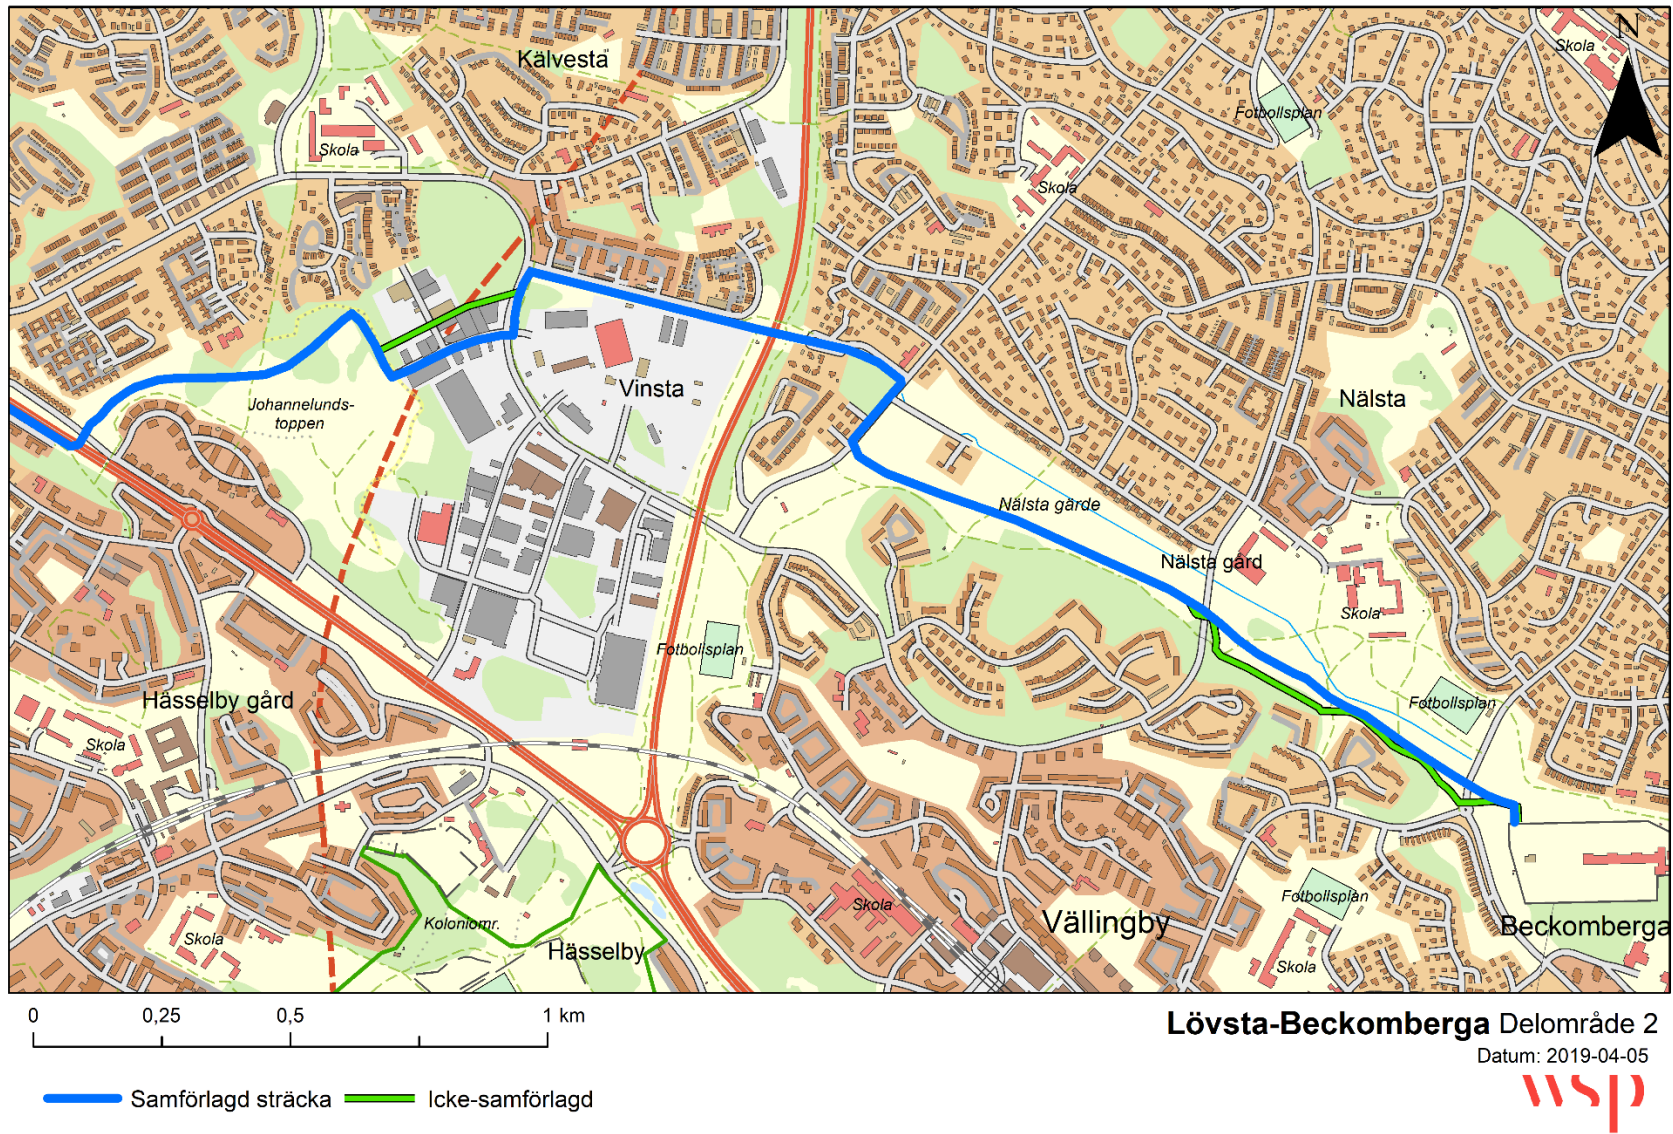 Kälvesta
Skola
N
Fotbollsplan
Skola
Skola
Vinsta
Nälsta
Johannelunds-
toppen
Nälsta gärde
Nälsta gård
Skola
Fotbollsplan
Fotbollsplan
Hässelby gård
Skola
Fotbollsplan
Skola
Koloniomr.
Vällingby
Beckomberga
Skola
Hässelby
Skola
0 0,25 0,5 1 km
Lövsta-Beckomberga Delområde 2
Datum: 2019-04-05
wsp
Samförlagd sträcka Icke-samförlagd